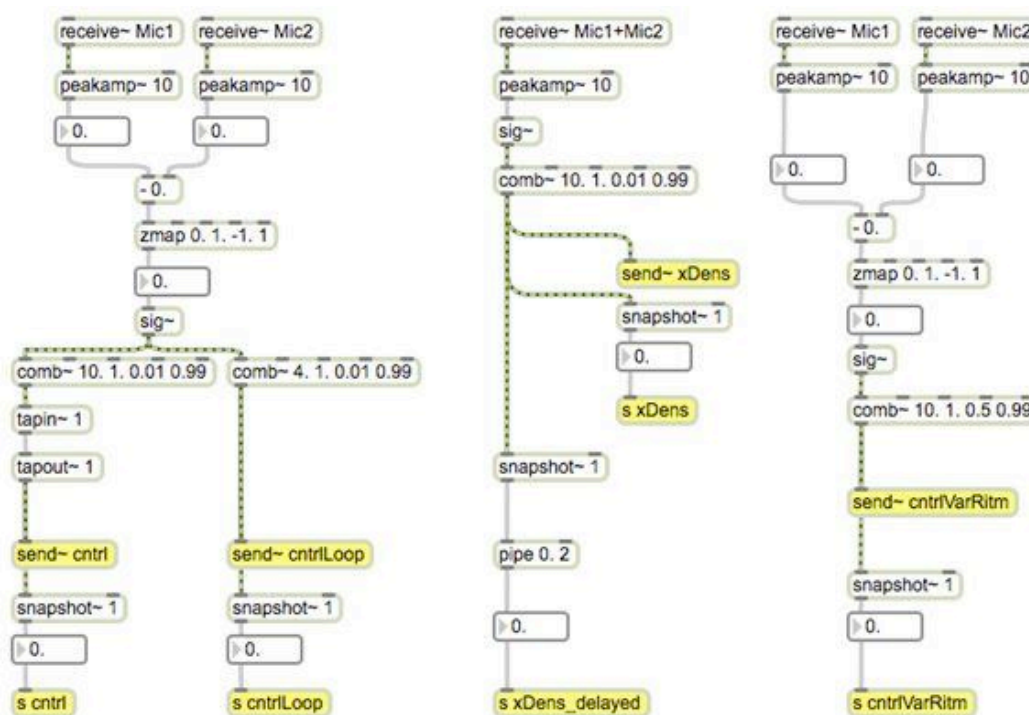 receive~ Mic1
receive~ Mic2
peakamp~ 10
peakamp~ 10
0.
0.
- 0.
zmap 0. 1. -1. 1
0.
sig~
comb~ 10. 1. 0.01 0.99
comb~ 4. 1. 0.01 0.99
tapin~ 1
tapout~ 1
send~ cntrl
send~ cntrlLoop
snapshot~ 1
snapshot~ 1
0.
0.
s cntrl
s cntrlLoop
receive~ Mic1+Mic2
peakamp~ 10
sig~
comb~ 10. 1. 0.01 0.99
send~ xDens
snapshot~ 1
0.
s xDens
snapshot~ 1
pipe 0. 2
0.
s xDens_delayed
receive~ Mic1
receive~ Mic2
peakamp~ 10
peakamp~ 10
0.
0.
- 0.
zmap 0. 1. -1. 1
0.
sig~
comb~ 10. 1. 0.5 0.99
send~ cntrlVarRitm
snapshot~ 1
0.
s cntrlVarRitm